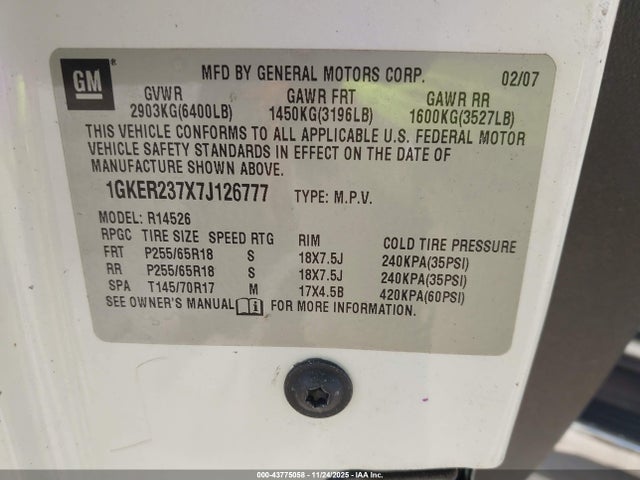 GM
MFD BY GENERAL MOTORS CORP. 02/07
GVWR GAWR FRT GAWR RR
2903KG(6400LB) 1450KG(3196LB) 1600KG(3527LB)
THIS VEHICLE CONFORMS TO ALL APPLICABLE U.S. FEDERAL MOTOR
VEHICLE SAFETY STANDARDS IN EFFECT ON THE DATE OF
MANUFACTURE SHOWN ABOVE.
1GKER237X7J126777 TYPE: M.P.V.
MODEL: R14526
RPGC TIRE SIZE SPEED RTG RIM COLD TIRE PRESSURE
FRT P255/65R18 S 18X7.5J 240KPA(35PSI)
RR P255/65R18 S 18X7.5J 240KPA(35PSI)
SPA T145/70R17 M 17X4.5B 420KPA(60PSI)
SEE OWNER'S MANUAL FOR MORE INFORMATION.
000-43775058 - 11/24/2025 - IAA Inc.